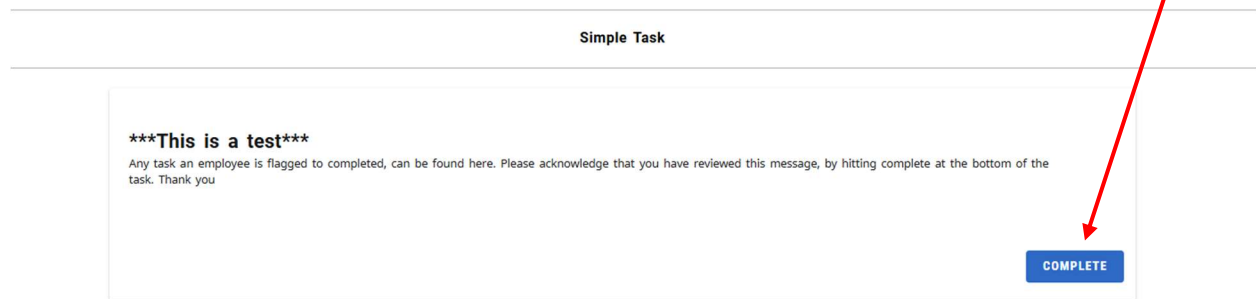 Simple Task
***This is a test***
Any task an employee is flagged to completed, can be found here. Please acknowledge that you have reviewed this message, by hitting complete at the bottom of the
task. Thank you
COMPLETE